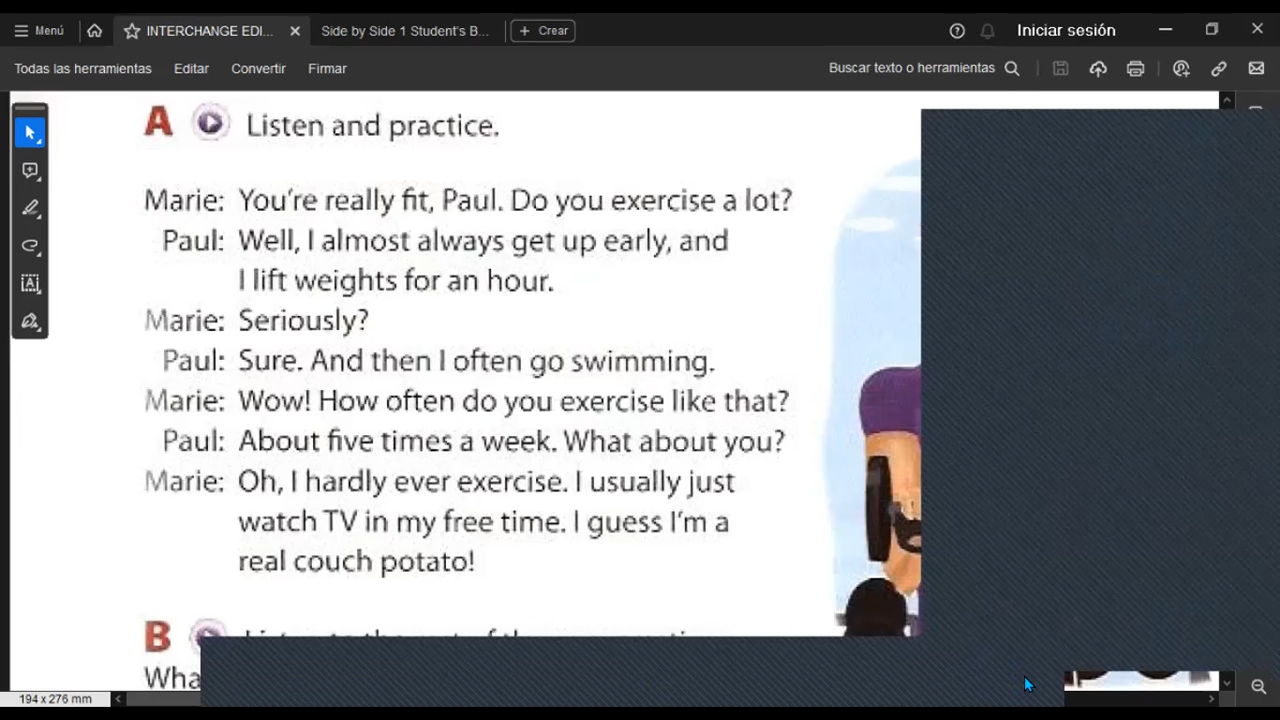 Menú INTERCHANGE EDI... Side by Side 1 Student's B... Crear Iniciar sesión
Todas las herramientas Editar Convertir Firmar Buscar texto o herramientas
A Listen and practice.
Marie: You're really fit, Paul. Do you exercise a lot?
Paul: Well, I almost always get up early, and
I lift weights for an hour.
Marie: Seriously?
Paul: Sure. And then I often go swimming.
Marie: Wow! How often do you exercise like that?
Paul: About five times a week. What about you?
Marie: Oh, I hardly ever exercise. I usually just
watch TV in my free time. I guess I'm a
real couch potato!
B
194 x 276 mm